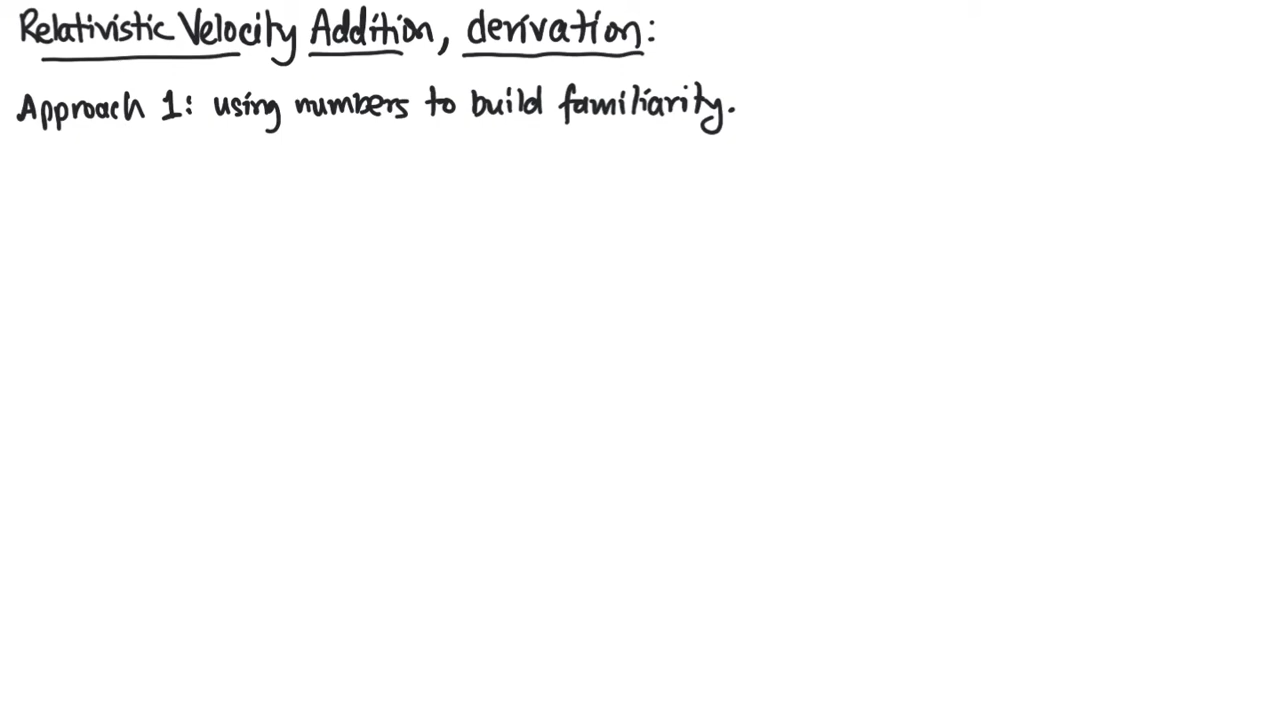 Relativistic Velocity Addition, derivation:
Approach 1: using numbers to build familiarity.